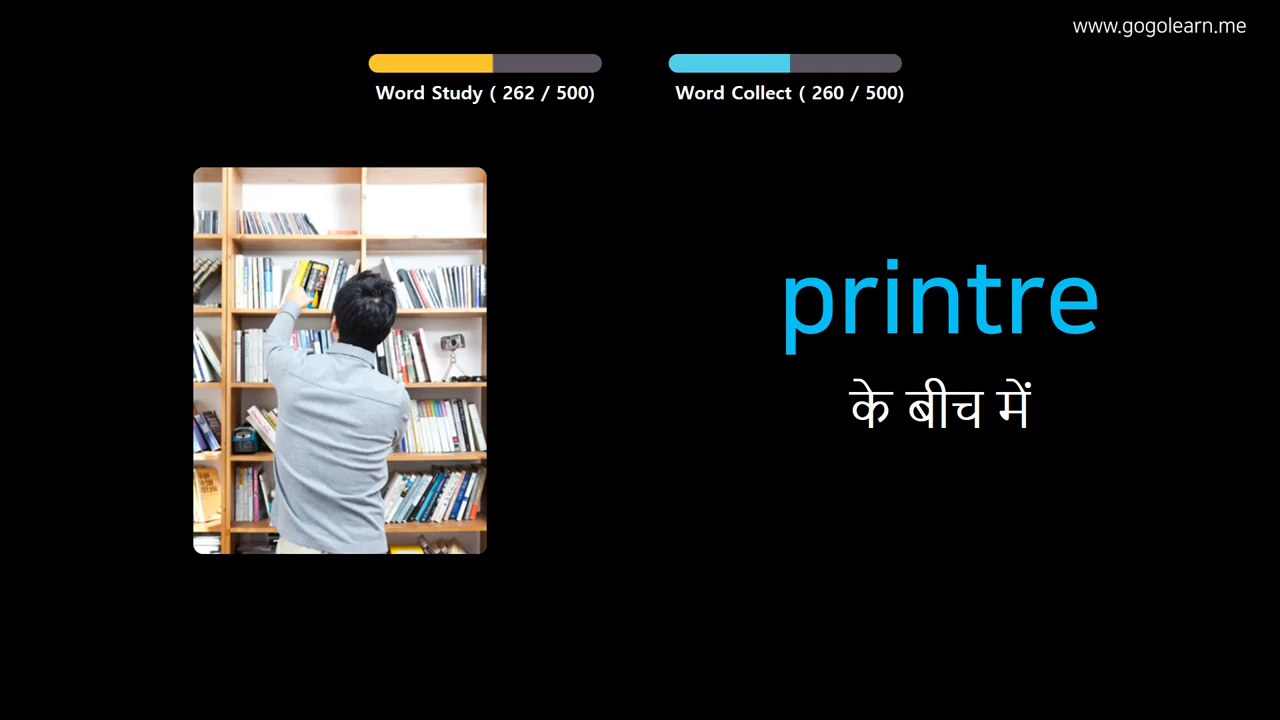 www.gogolearn.me
Word Study ( 262 / 500)
Word Collect ( 260 / 500)
printre
के बीच में